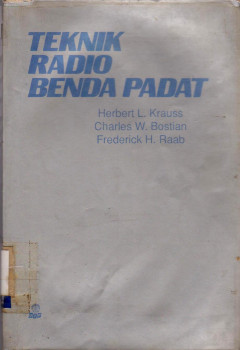 TEKNIK
RADIO
BENDA PADAT
Herbert L. Krauss
Charles W. Bostian
Frederick H. Raab